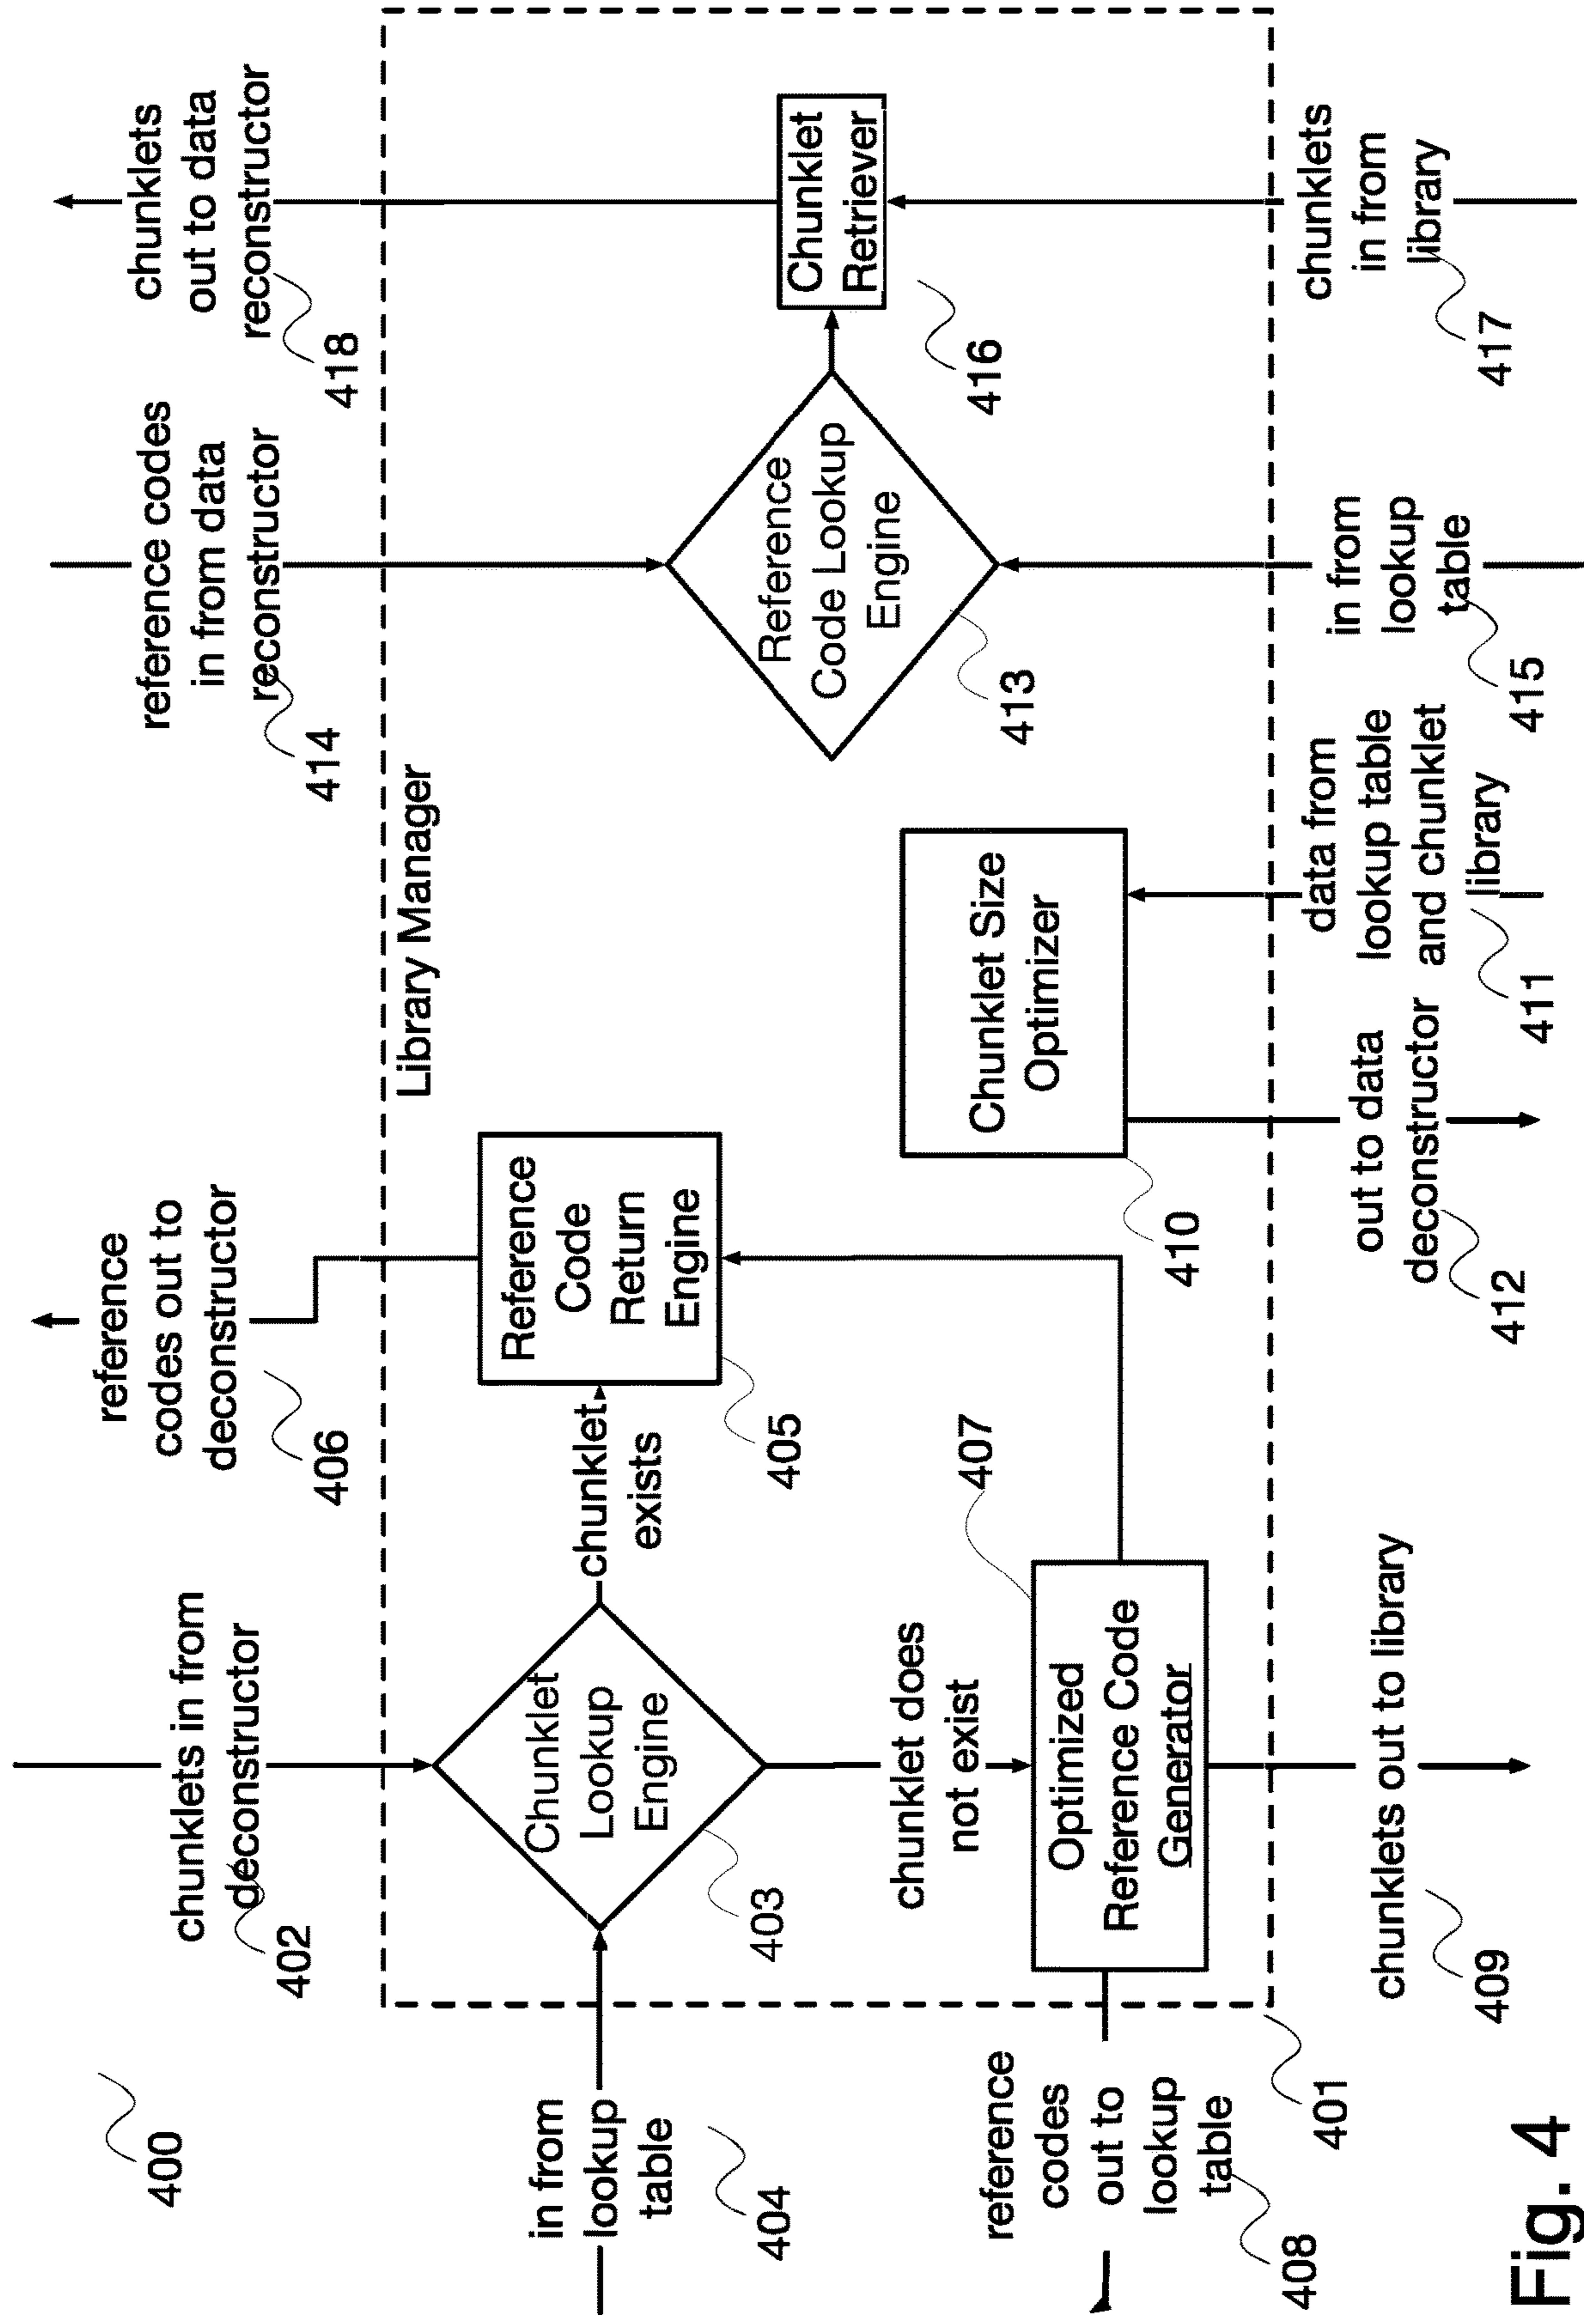 400
chunklets in from
deconstructor
402
reference
codes out to
deconstructor
406
reference codes
in from data
reconstructor
414
chunklets
out to data
reconstructor
418
Library Manager
in from
lookup
table
404
Chunklet
Lookup
Engine
403
chunklet
exists
Reference
Code
Return
Engine
405
Reference
Code Lookup
Engine
413
Chunklet
Retriever
416
chunklet does
not exist
407
Optimized
Reference Code
Generator
Chunklet Size
Optimizer
410
reference
codes
out to
lookup
table
408
401
chunklets out to library
409
out to data
deconstructor
412
data from
lookup table
and chunklet
library
411
in from
lookup
table
415
chunklets
in from
library
417
Fig. 4